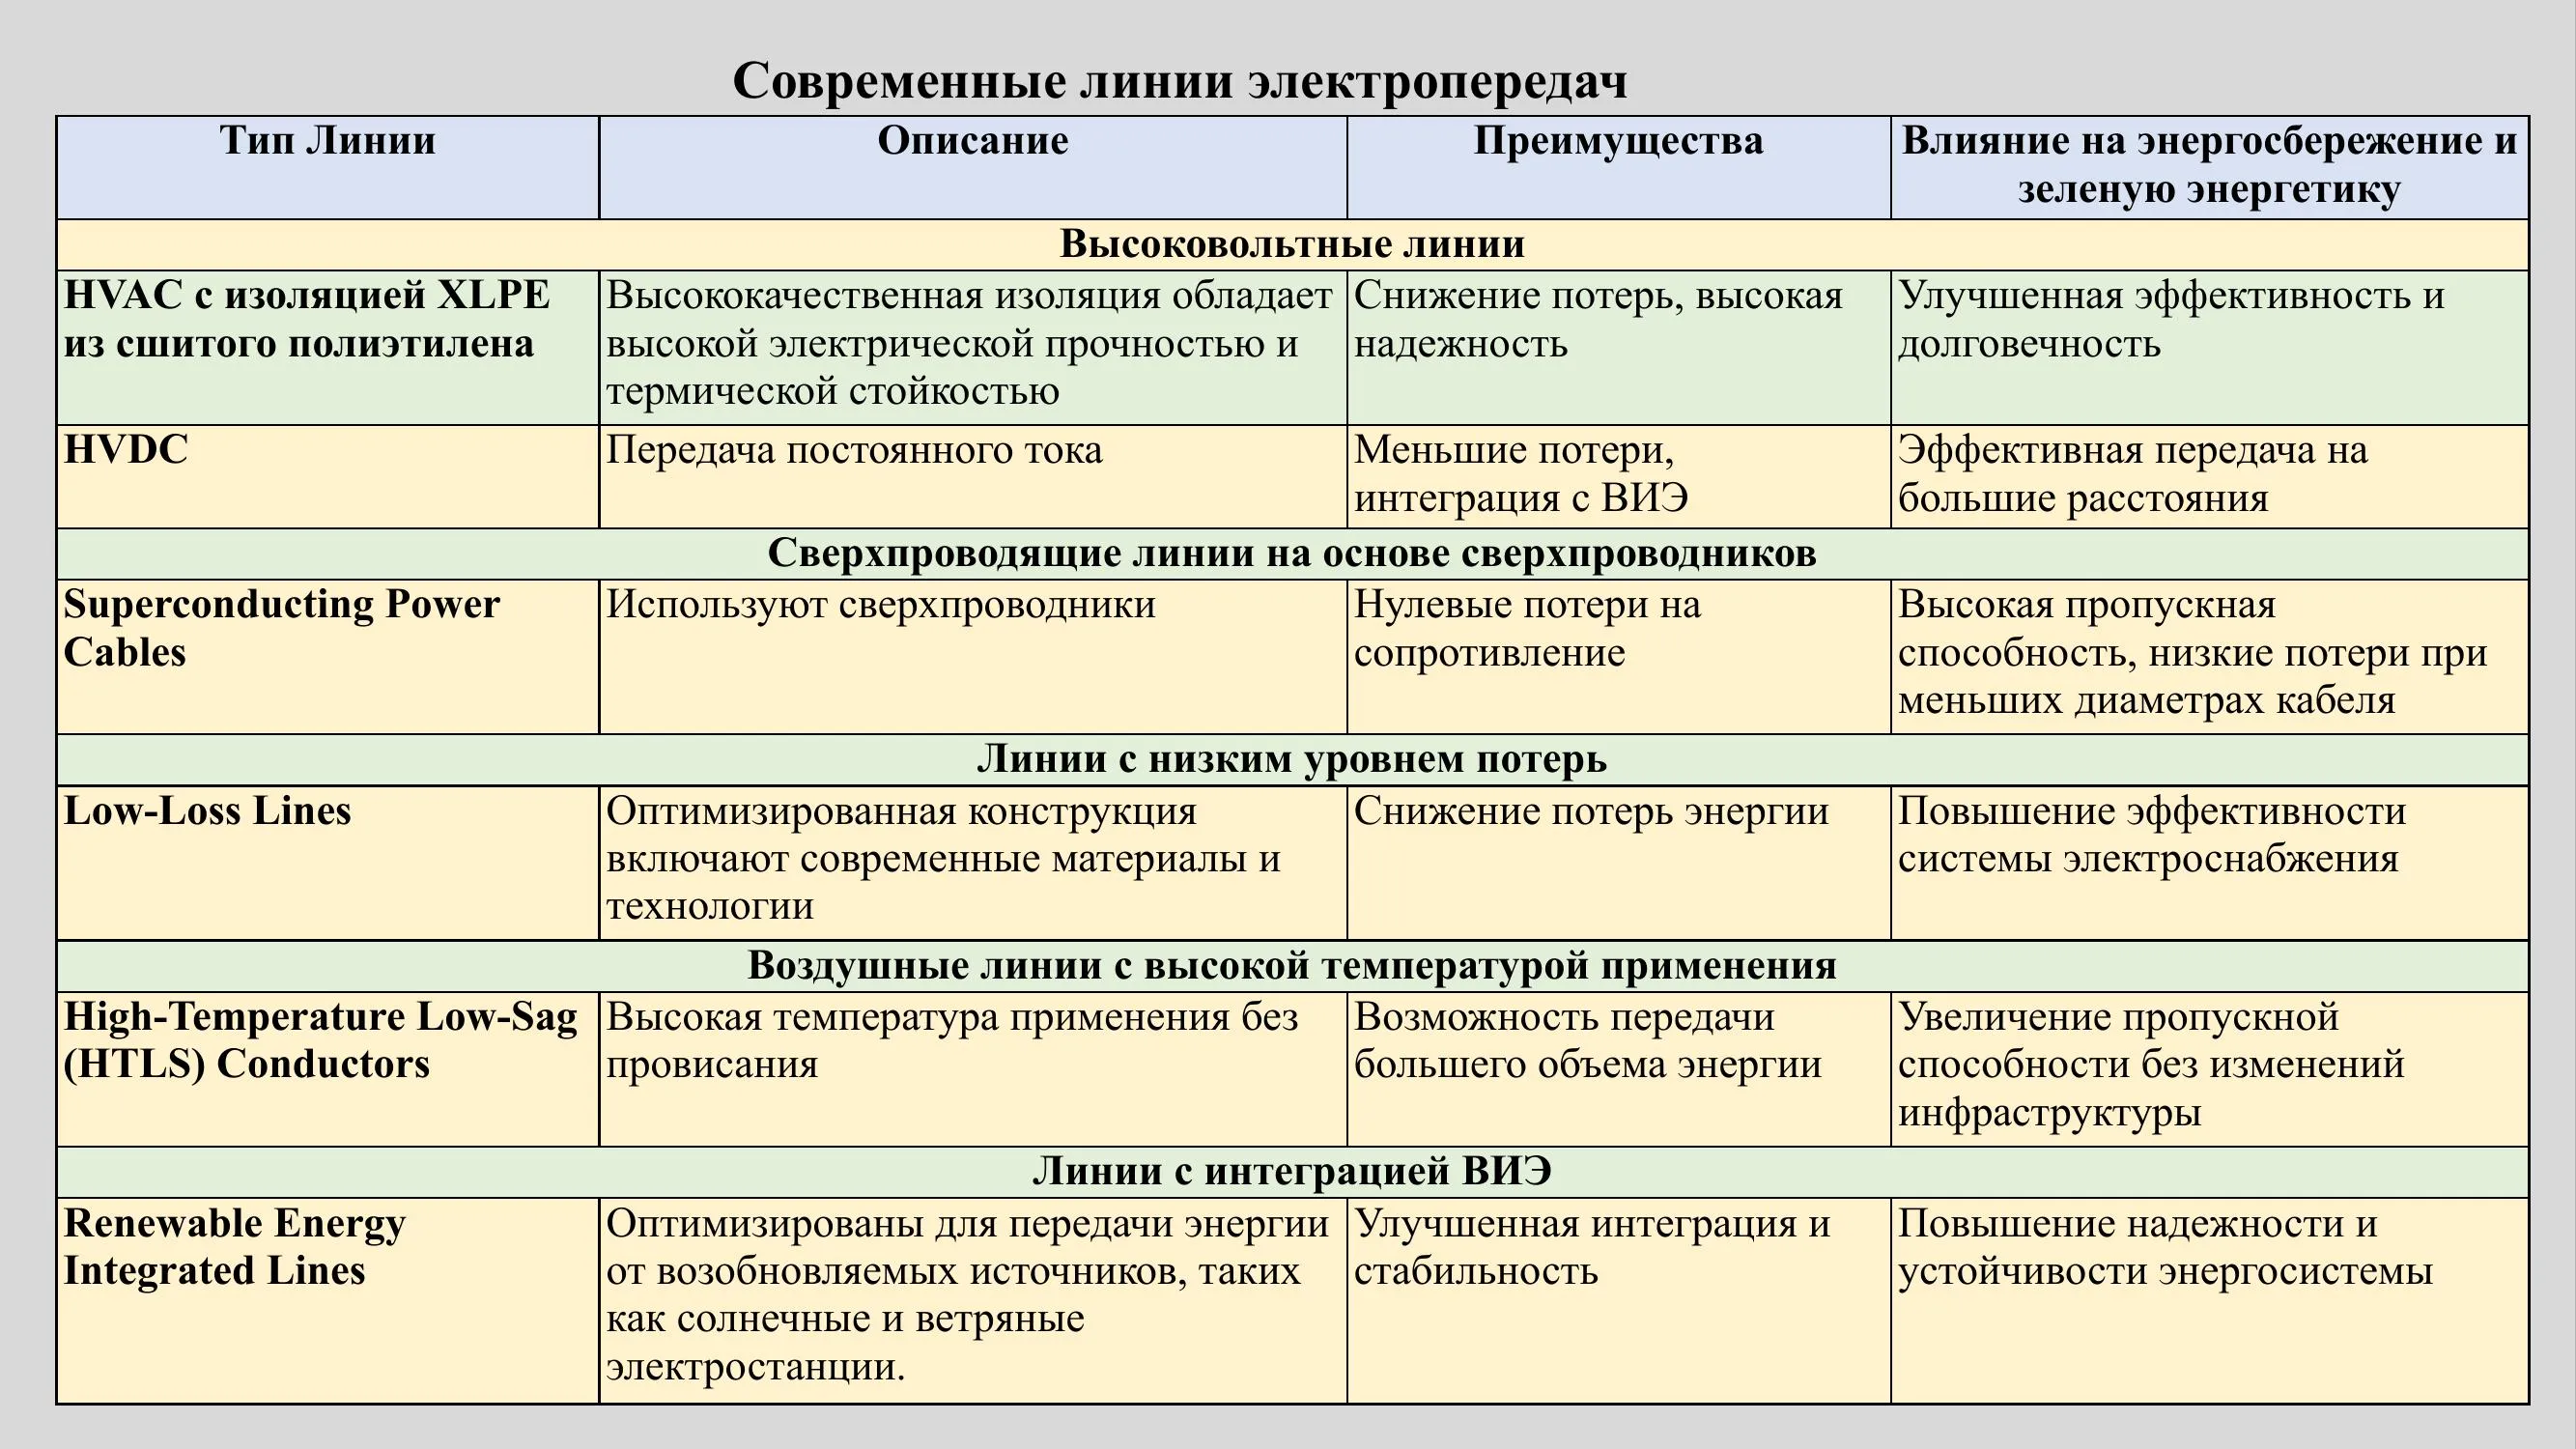 Современные линии электропередач
Тип Линии
Описание
Преимущества
Влияние на энергосбережение и
зеленую энергетику
Высоковольтные линии
HVAC с изоляцией XLPE
из сшитого полиэтилена
Высококачественная изоляция обладает
высокой электрической прочностью и
термической стойкостью
Снижение потерь, высокая
надежность
Улучшенная эффективность и
долговечность
HVDC
Передача постоянного тока
Меньшие потери,
интеграция с ВИЭ
Эффективная передача на
большие расстояния
Сверхпроводящие линии на основе сверхпроводников
Superconducting Power
Cables
Используют сверхпроводники
Нулевые потери на
сопротивление
Высокая пропускная
способность, низкие потери при
меньших диаметрах кабеля
Линии с низким уровнем потерь
Low-Loss Lines
Оптимизированная конструкция
включают современные материалы и
технологии
Снижение потерь энергии
Повышение эффективности
системы электроснабжения
Воздушные линии с высокой температурой применения
High-Temperature Low-Sag
(HTLS) Conductors
Высокая температура применения без
провисания
Возможность передачи
большего объема энергии
Увеличение пропускной
способности без изменений
инфраструктуры
Линии с интеграцией ВИЭ
Renewable Energy
Integrated Lines
Оптимизированы для передачи энергии
от возобновляемых источников, таких
как солнечные и ветряные
электростанции.
Улучшенная интеграция и
стабильность
Повышение надежности и
устойчивости энергосистемы